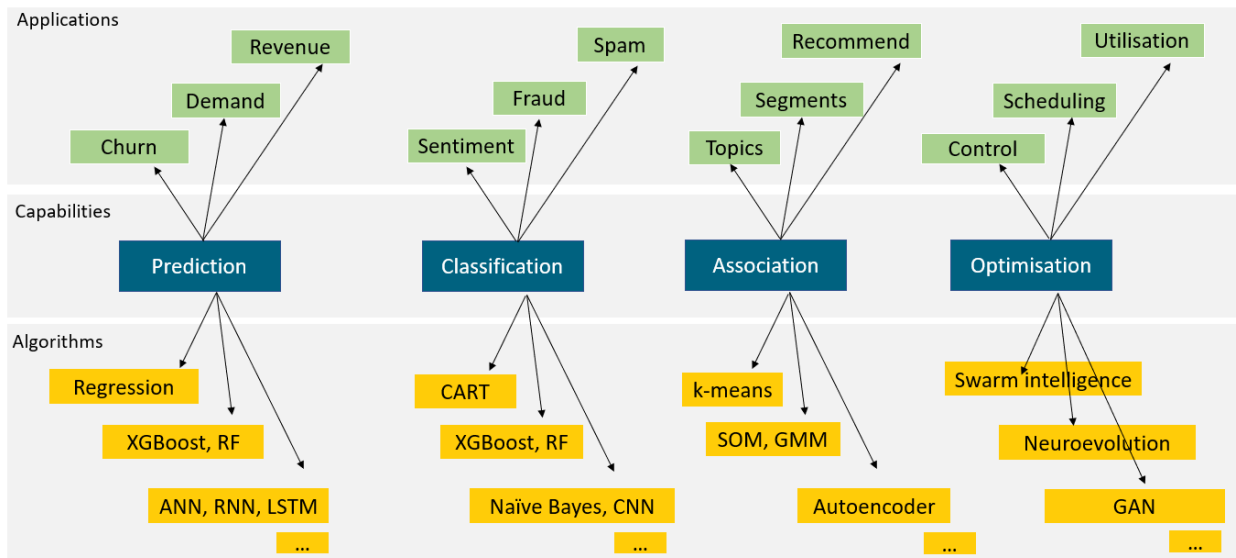 Applications
Revenue
Spam
Recommend
Utilisation
Demand
Fraud
Segments
Scheduling
Churn
Sentiment
Topics
Control
Capabilities
Prediction
Classification
Association
Optimisation
Algorithms
Regression
CART
k-means
Swarm intelligence
XGBoost, RF
XGBoost, RF
SOM, GMM
Neuroevolution
ANN, RNN, LSTM
Naïve Bayes, CNN
Autoencoder
GAN
...
...
...
...